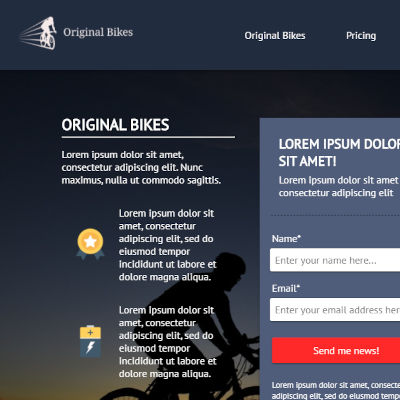 Original Bikes
Original Bikes Pricing
ORIGINAL BIKES
Lorem ipsum dolor sit amet,
consectetur adipiscing elit. Nunc
maximus, nulla ut commodo sagittis.
Lorem ipsum dolor sit
amet, consectetur
adipiscing elit, sed do
eiusmod tempor
incididunt ut labore et
dolore magna aliqua.
Lorem ipsum dolor sit
amet, consectetur
adipiscing elit, sed do
eiusmod tempor
incididunt ut labore et
dolore magna aliqua.
LOREM IPSUM DOLOR
SIT AMET!
Lorem ipsum dolor sit amet
consectetur adipiscing elit
Name*
Enter your name here...
Email*
Enter your email address her
Send me news!
Lorem ipsum dolor sit amet, consectet
adipiscing elit, sed do eiusmod tempo